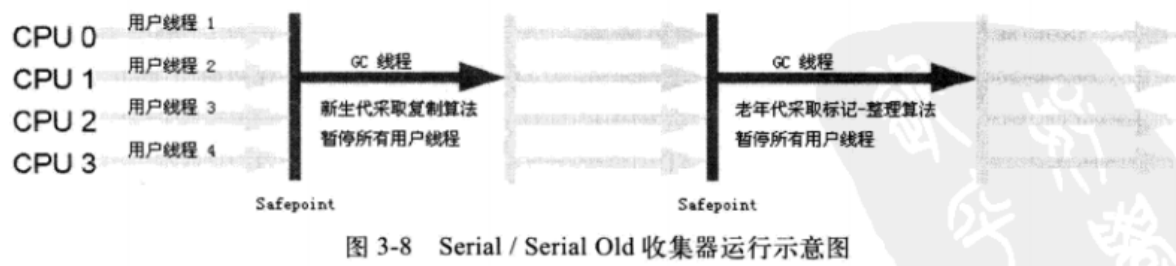 CPU 0 用户线程 1
CPU 1 用户线程 2 GC 线程 GC 线程
CPU 2 用户线程 3 新生代采取复制算法 老年代采取标记-整理算法
CPU 3 用户线程 4 暂停所有用户线程 暂停所有用户线程
Safepoint Safepoint
图 3-8 Serial / Serial Old 收集器运行示意图